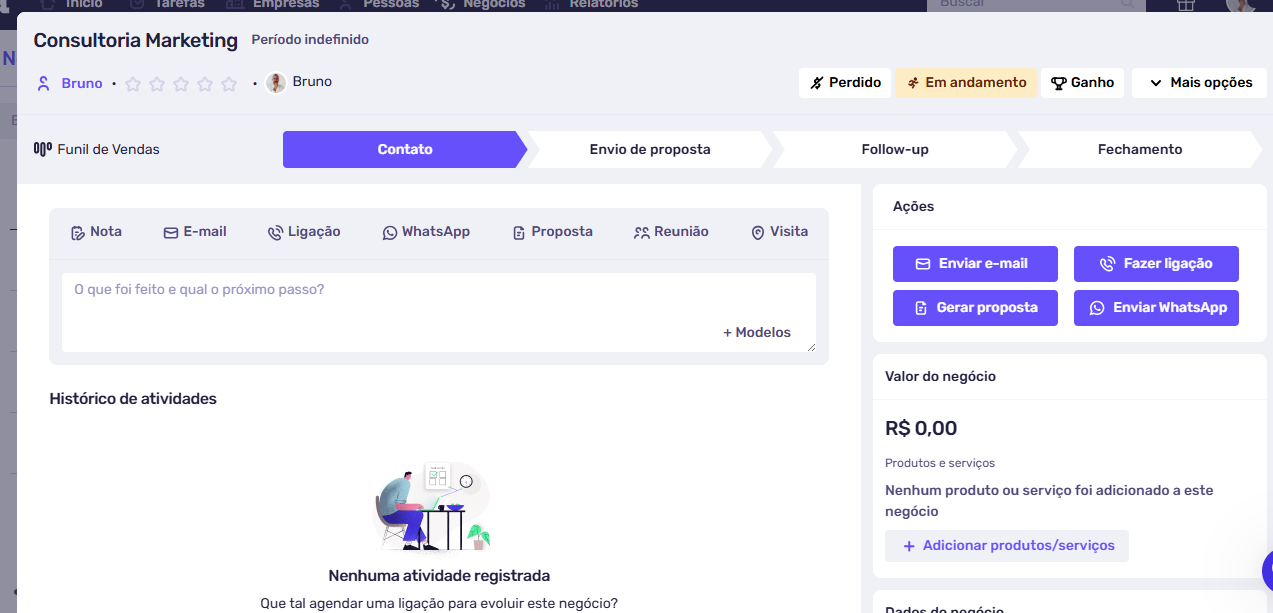 Início Tarefas Empresas Pessoas Negócios Relatórios Buscar
Consultoria Marketing Período indefinido
Bruno • • Bruno
Perdido Em andamento Ganho Mais opções
Funil de Vendas Contato Envio de proposta Follow-up Fechamento
Nota E-mail Ligação WhatsApp Proposta Reunião Visita
O que foi feito e qual o próximo passo?
+ Modelos
Histórico de atividades
Nenhuma atividade registrada
Que tal agendar uma ligação para evoluir este negócio?
Ações
Enviar e-mail Fazer ligação
Gerar proposta Enviar WhatsApp
Valor do negócio
R$ 0,00
Produtos e serviços
Nenhum produto ou serviço foi adicionado a este
negócio
+ Adicionar produtos/serviços
Dados do negócio